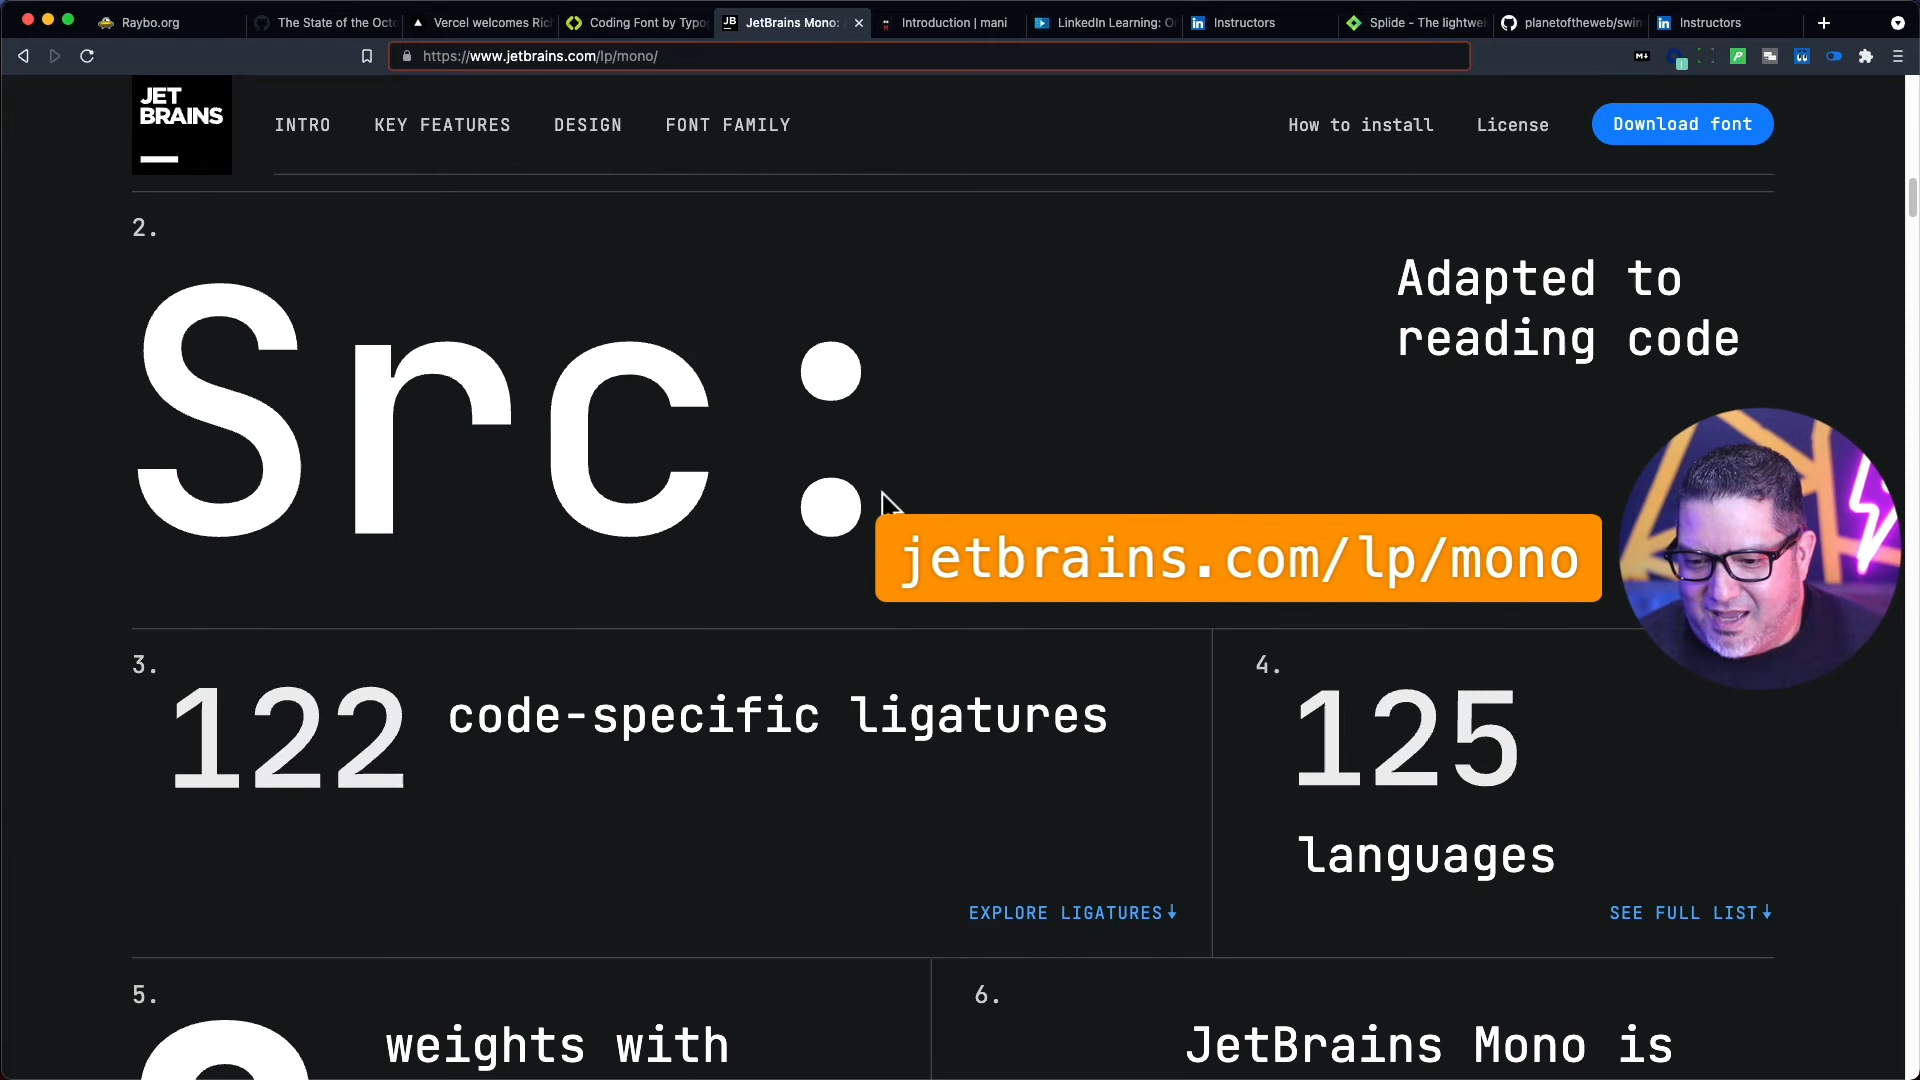 Raybo.org
The State of the Oct
Vercel welcomes Ric
Coding Font by Typo
JB
JetBrains Mono:
Introduction | mani
LinkedIn Learning: O
in
Instructors
Splide - The lightwei
planetoftheweb/swin
in
Instructors
https://www.jetbrains.com/lp/mono/
JET
BRAINS
INTRO
KEY FEATURES
DESIGN
FONT FAMILY
How to install
License
Download font
2.
Src:
Adapted to
reading code
jetbrains.com/lp/mono
3.
122
code-specific ligatures
EXPLORE LIGATURES↓
4.
125
languages
SEE FULL LIST↓
5.
weights with
6.
JetBrains Mono is